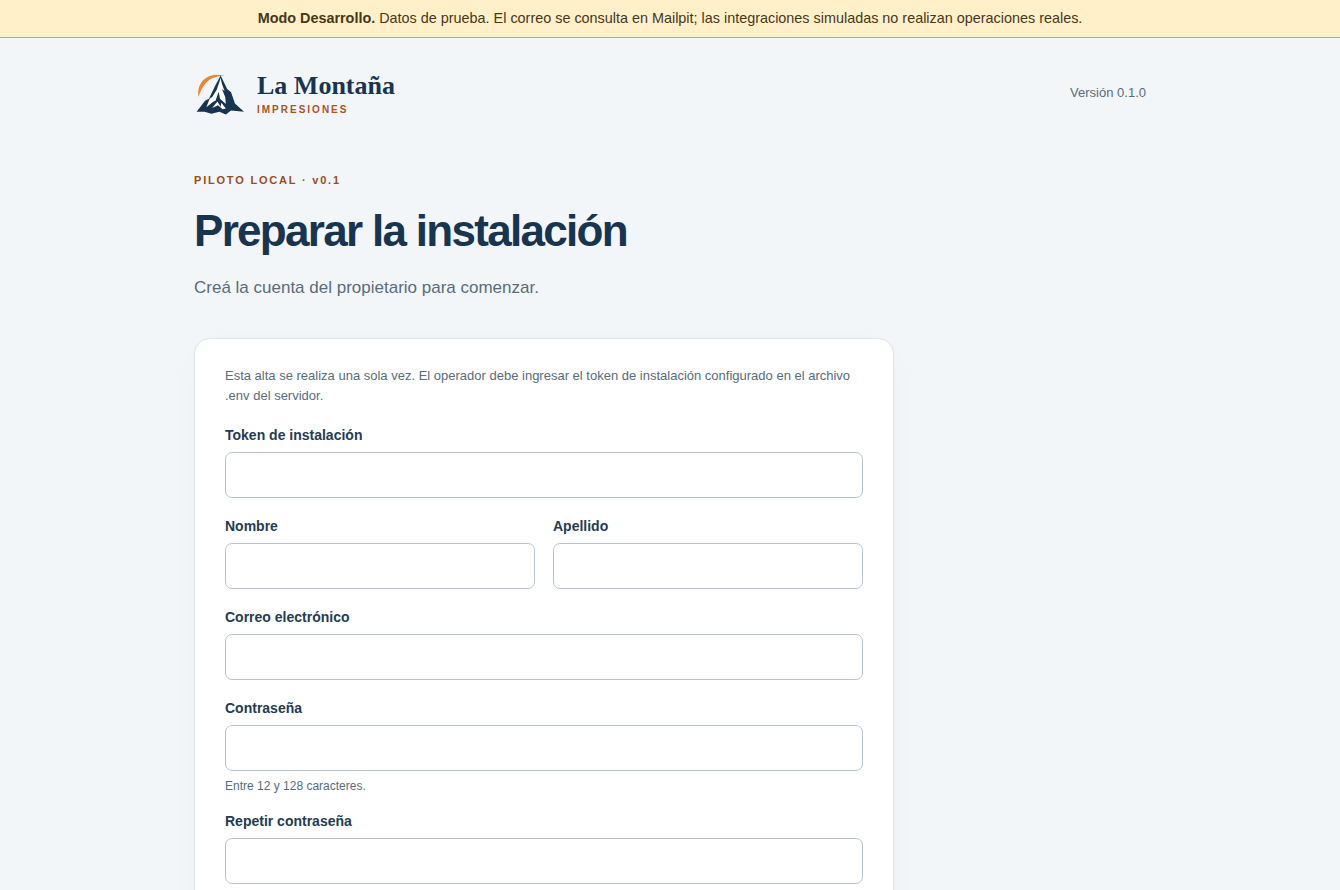 Modo Desarrollo. Datos de prueba. El correo se consulta en Mailpit; las integraciones simuladas no realizan operaciones reales.
La Montaña
IMPRESIONES
Versión 0.1.0
PILOTO LOCAL · v0.1
Preparar la instalación
Creá la cuenta del propietario para comenzar.
Esta alta se realiza una sola vez. El operador debe ingresar el token de instalación configurado en el archivo
.env del servidor.
Token de instalación
Nombre
Apellido
Correo electrónico
Contraseña
Entre 12 y 128 caracteres.
Repetir contraseña